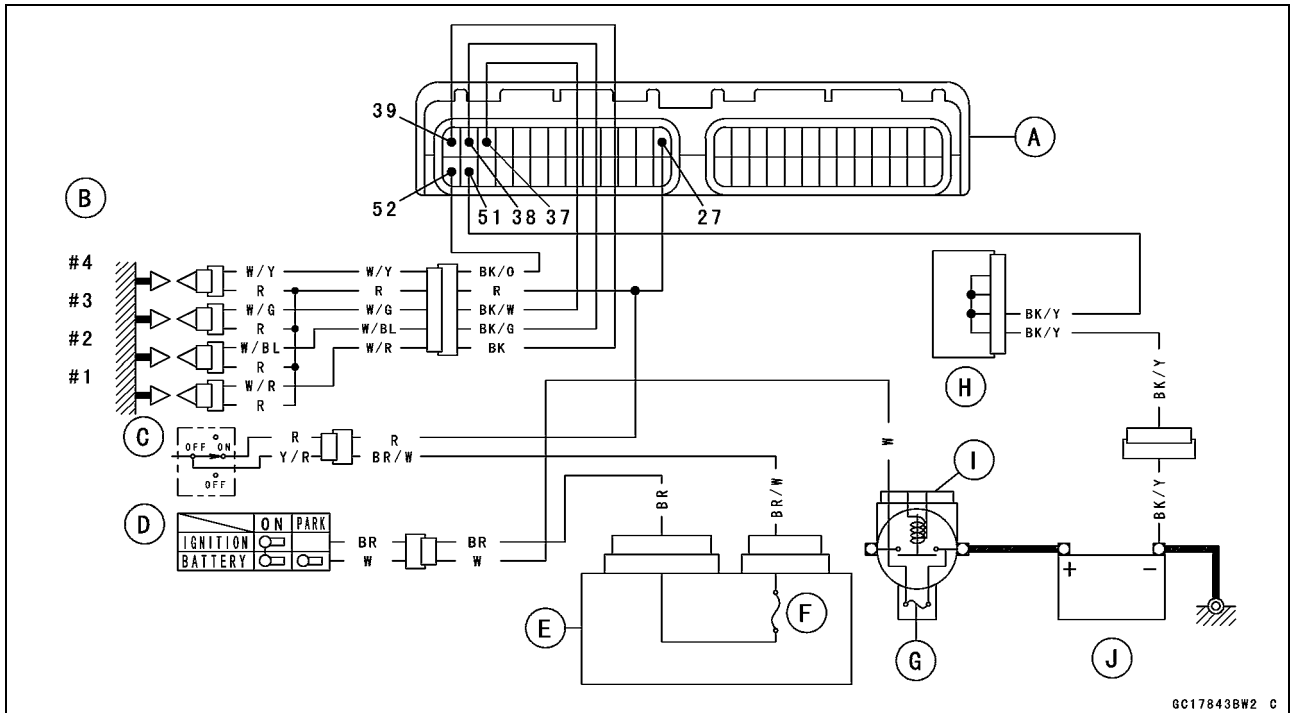 39
A
B
52
51
38
37
27
#4
W/Y
W/Y
BK/O
R
R
R
#3
W/G
W/G
BK/W
R
BK/Y
#2
W/BL
W/BL
BK/G
BK/Y
R
W/R
BK
#1
W/R
R
H
BK/Y
C
OFF
ON
OFF
R
R
Y/R
BR/W
W
I
BR
BR/W
BK/Y
D
ON
PARK
IGNITION
BR
BR
BATTERY
W
W
+
−
E
F
G
J
GC17843BW2 C